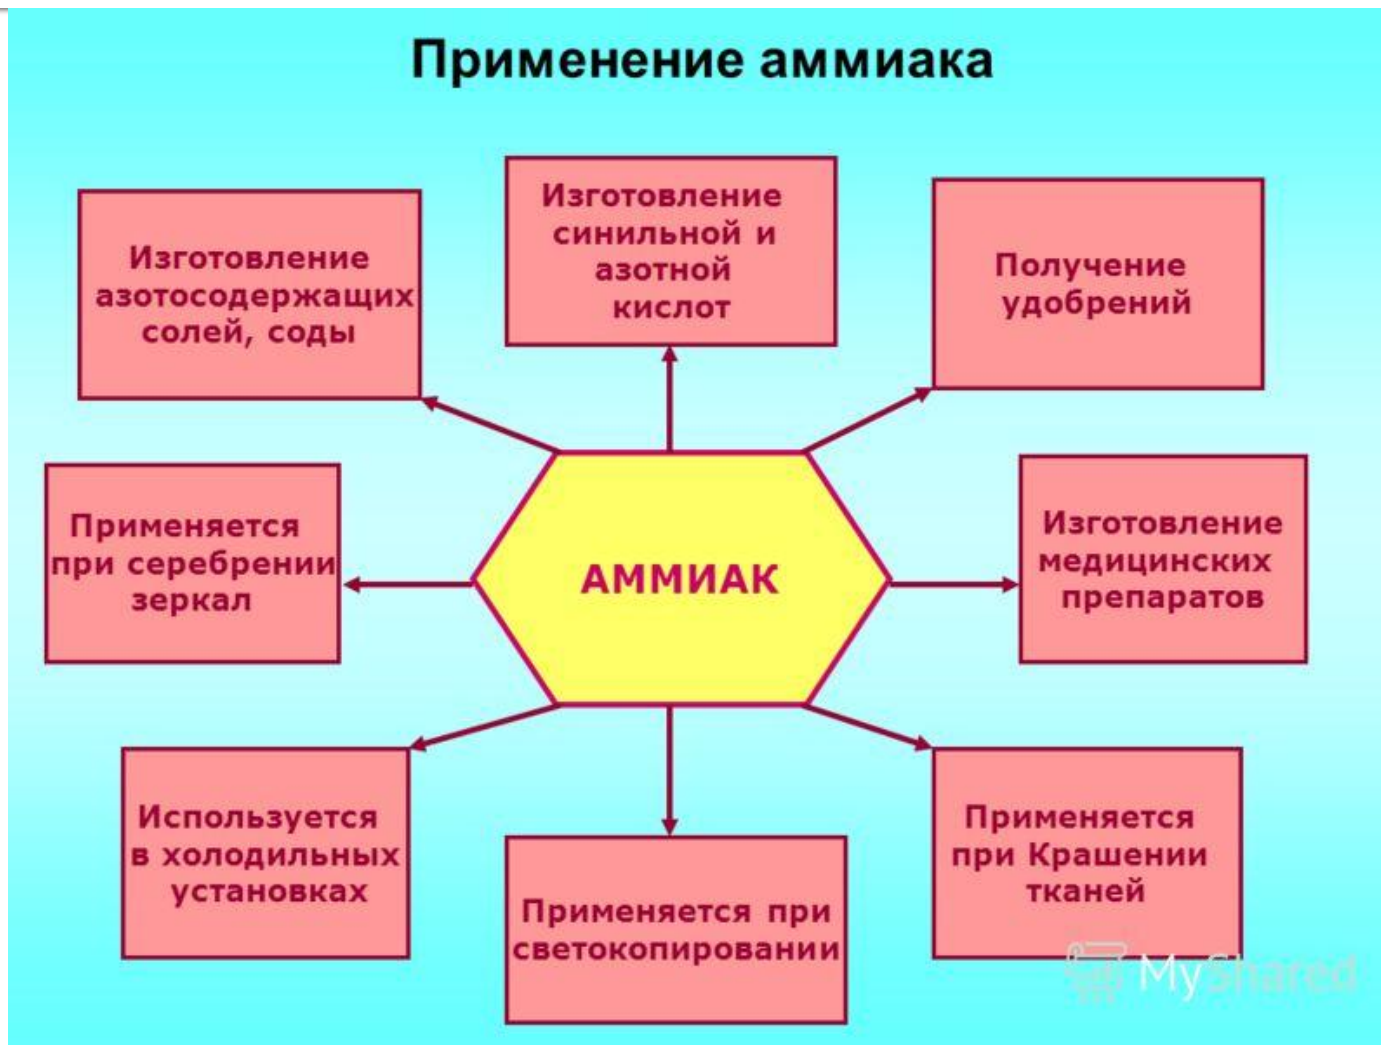 Применение аммиака
Изготовление
азотосодержащих
солей, соды
Изготовление
синильной и
азотной
кислот
Получение
удобрений
Применяется
при серебрении
зеркал
АММИАК
Изготовление
медицинских
препаратов
Используется
в холодильных
установках
Применяется при
светокопировании
Применяется
при Крашении
тканей
MyShared